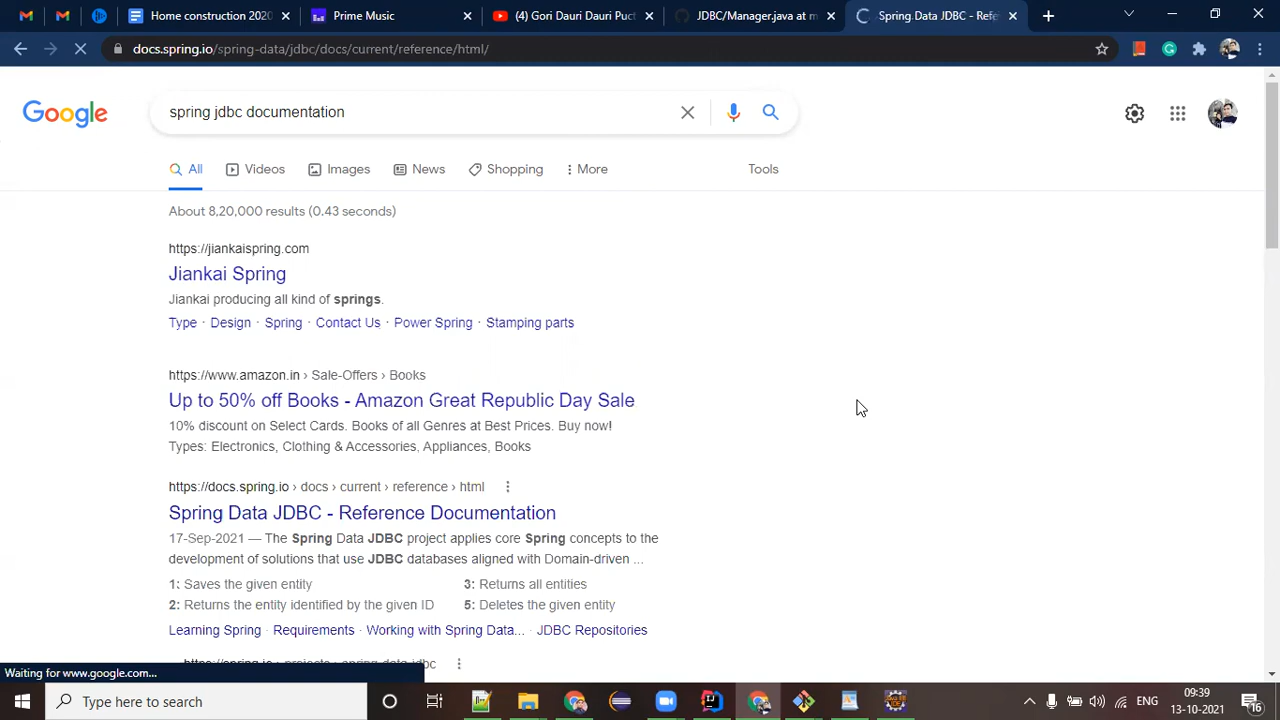 Home construction 2020
Prime Music
(4) Gori Dauri Dauri Puct
JDBC/Manager.java at m
Spring Data JDBC - Refe
docs.spring.io/spring-data/jdbc/docs/current/reference/html/
Google
spring jdbc documentation
All
Videos
Images
News
Shopping
More
Tools
About 8,20,000 results (0.43 seconds)
https://jiankaispring.com
Jiankai Spring
Jiankai producing all kind of springs.
Type · Design · Spring · Contact Us · Power Spring · Stamping parts
https://www.amazon.in › Sale-Offers › Books
Up to 50% off Books - Amazon Great Republic Day Sale
10% discount on Select Cards. Books of all Genres at Best Prices. Buy now!
Types: Electronics, Clothing & Accessories, Appliances, Books
https://docs.spring.io › docs › current › reference › html
Spring Data JDBC - Reference Documentation
17-Sep-2021 — The Spring Data JDBC project applies core Spring concepts to the
development of solutions that use JDBC databases aligned with Domain-driven ...
1: Saves the given entity 3: Returns all entities
2: Returns the entity identified by the given ID 5: Deletes the given entity
Learning Spring · Requirements · Working with Spring Data... · JDBC Repositories
https://spring.io › projects › spring-data-jdbc
Waiting for www.google.com...
Type here to search
ENG
09:39
13-10-2021
16